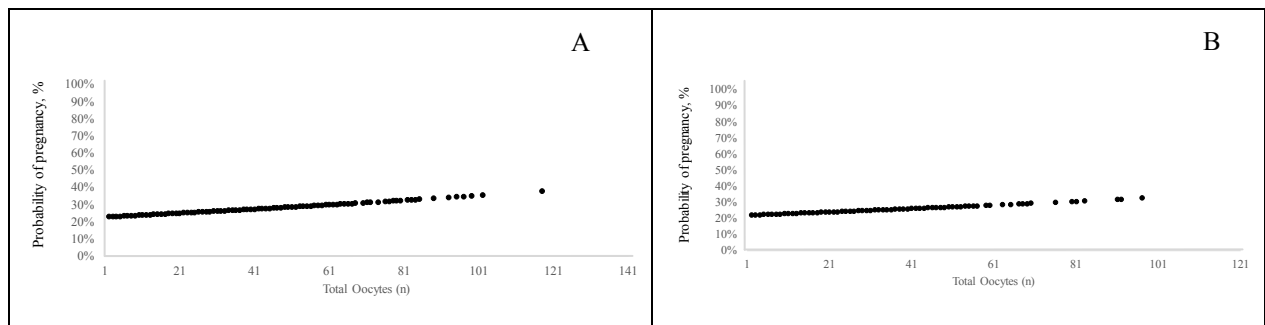 A
Probability of pregnancy, %
100%
90%
80%
70%
60%
50%
40%
30%
20%
10%
0%
1 21 41 61 81 101 121 141
Total Oocytes (n)
B
Probability of pregnancy, %
100%
90%
80%
70%
60%
50%
40%
30%
20%
10%
0%
1 21 41 61 81 101 121
Total Oocytes (n)